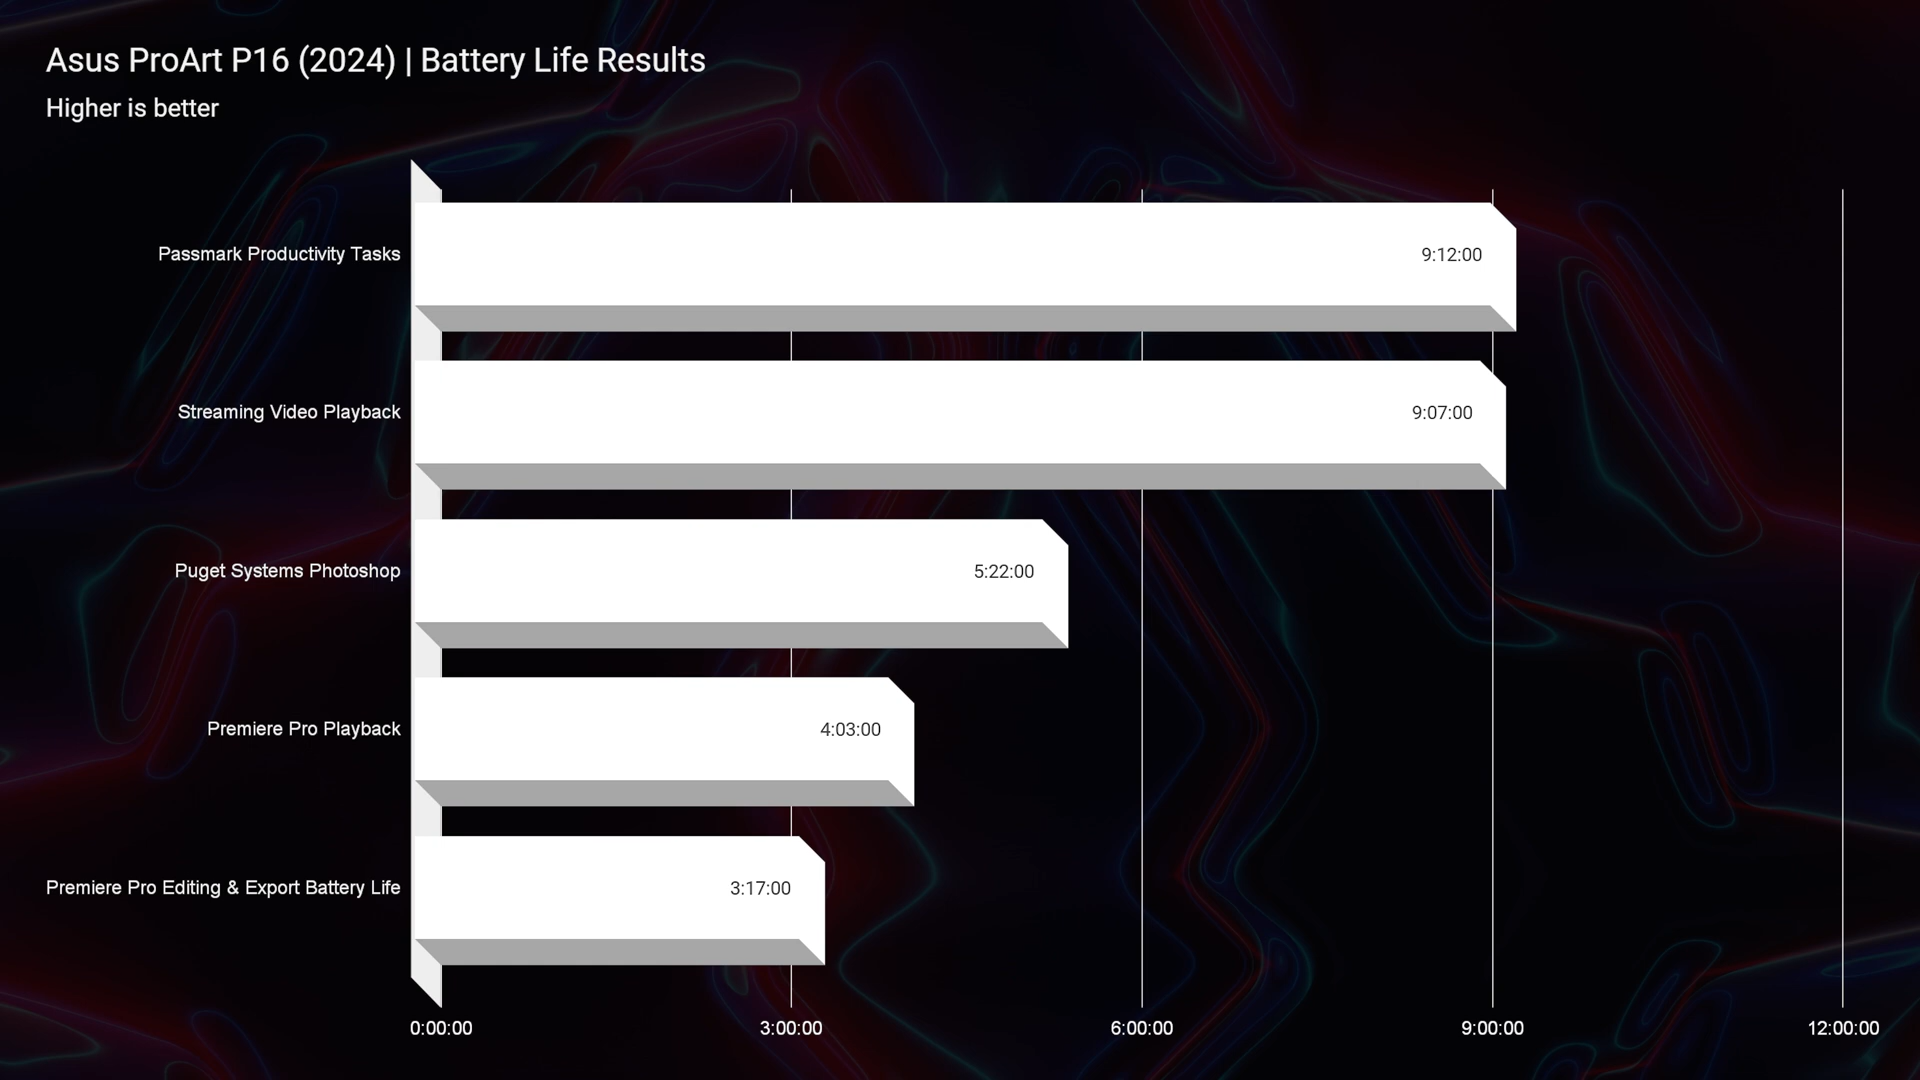 Asus ProArt P16 (2024) | Battery Life Results
Higher is better
Passmark Productivity Tasks
9:12:00
Streaming Video Playback
9:07:00
Puget Systems Photoshop
5:22:00
Premiere Pro Playback
4:03:00
Premiere Pro Editing & Export Battery Life
3:17:00
0:00:00
3:00:00
6:00:00
9:00:00
12:00:00